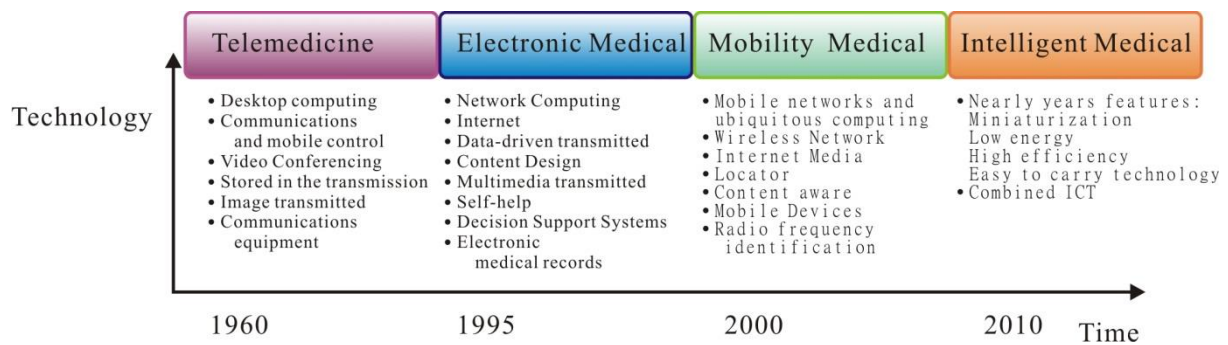 Telemedicine
Electronic Medical
Mobility Medical
Intelligent Medical
Technology
• Desktop computing
• Communications
and mobile control
• Video Conferencing
• Stored in the transmission
• Image transmitted
• Communications
equipment
• Network Computing
• Internet
• Data-driven transmitted
• Content Design
• Multimedia transmitted
• Self-help
• Decision Support Systems
• Electronic
medical records
• Mobile networks and
ubiquitous computing
• Wireless Network
• Internet Media
• Locator
• Content aware
• Mobile Devices
• Radio frequency
identification
• Nearly years features:
Miniaturization
Low energy
High efficiency
Easy to carry technology
• Combined ICT
1960
1995
2000
2010
Time